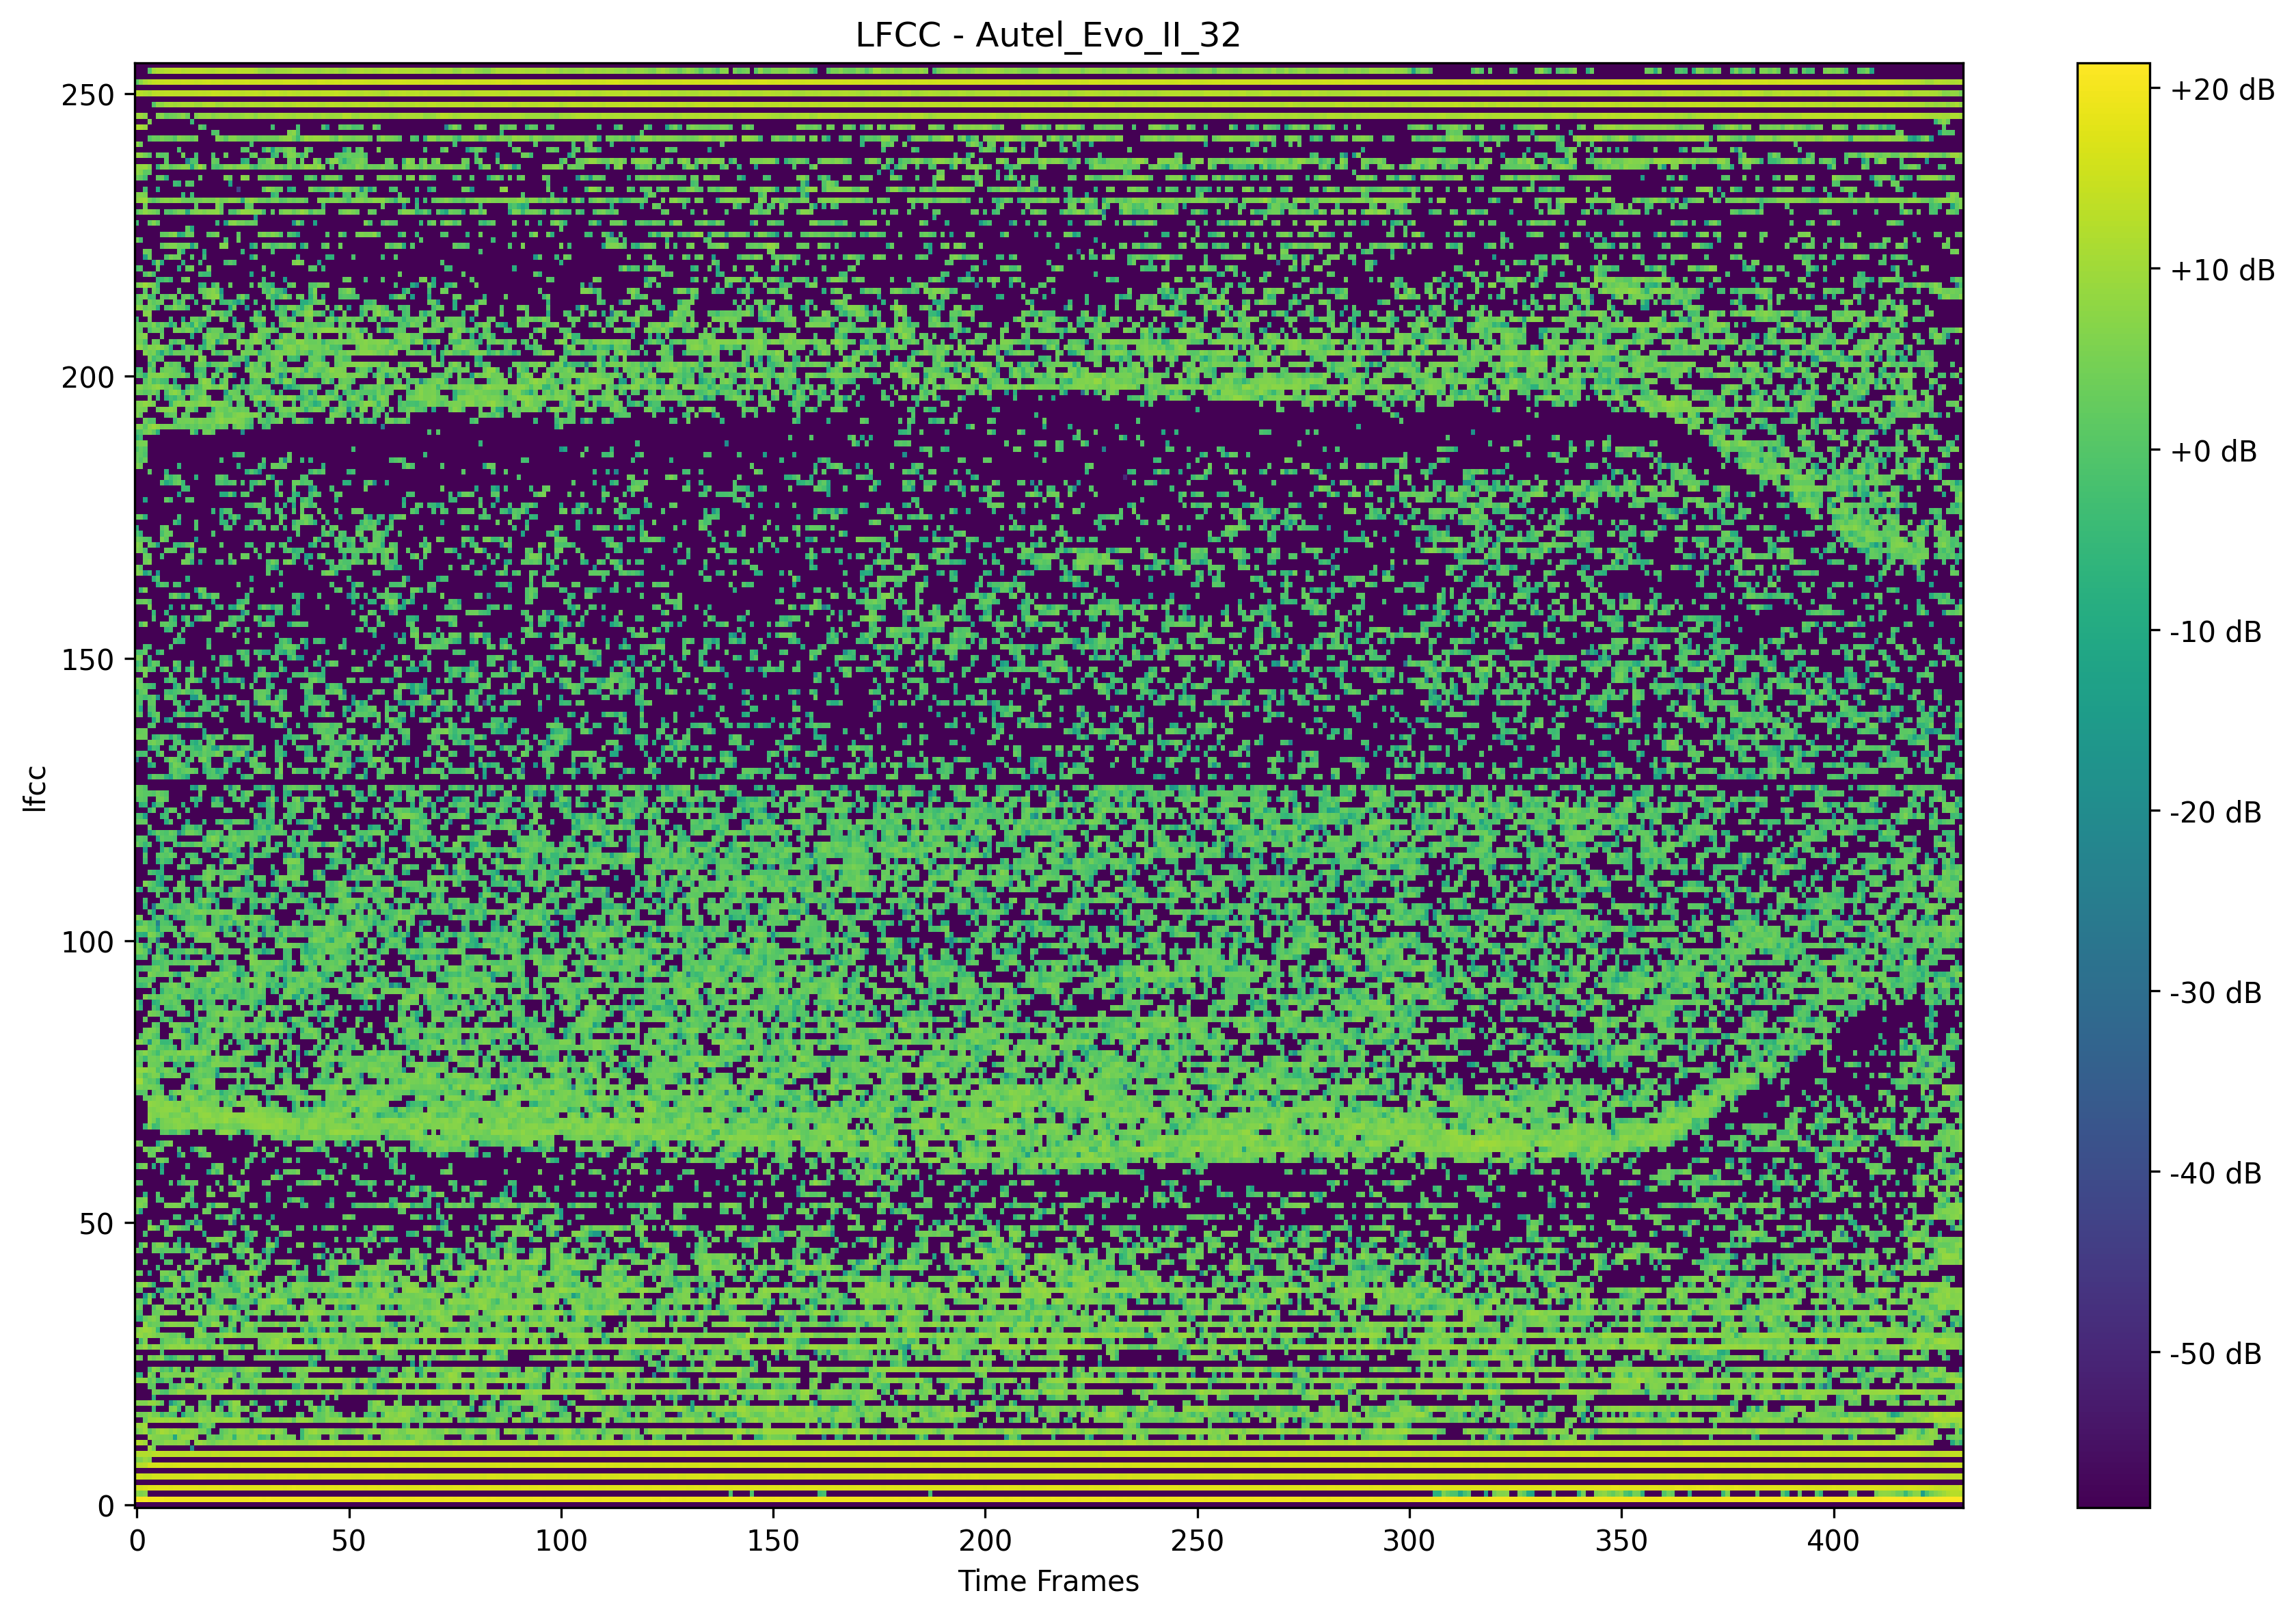 LFCC - Autel_Evo_II_32
250
200
150
100
50
0
lfcc
0 50 100 150 200 250 300 350 400
Time Frames
+20 dB
+10 dB
+0 dB
-10 dB
-20 dB
-30 dB
-40 dB
-50 dB